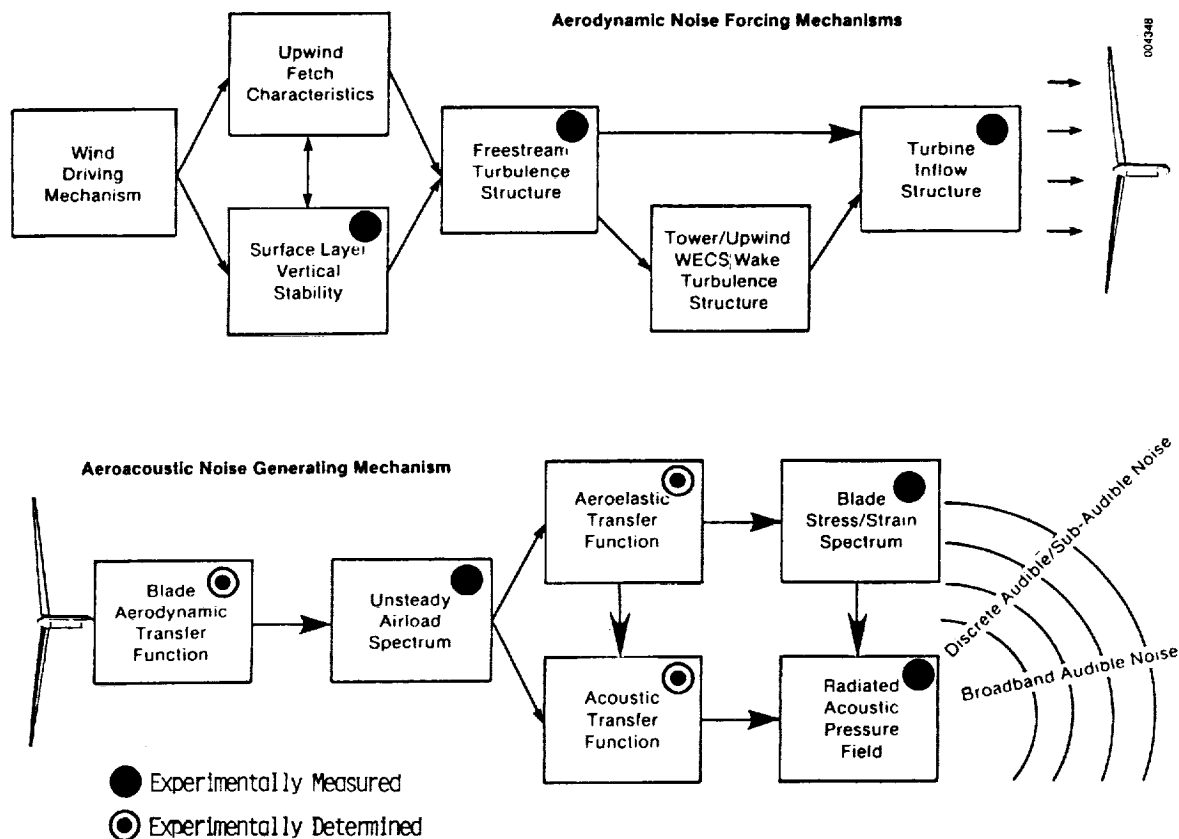 Aerodynamic Noise Forcing Mechanisms
004348
Wind
Driving
Mechanism
Upwind
Fetch
Characteristics
Surface Layer
Vertical
Stability
Freestream
Turbulence
Structure
Tower/Upwind
WECS Wake
Turbulence
Structure
Turbine
Inflow
Structure
Aeroacoustic Noise Generating Mechanism
Blade
Aerodynamic
Transfer
Function
Unsteady
Airload
Spectrum
Aeroelastic
Transfer
Function
Acoustic
Transfer
Function
Blade
Stress/Strain
Spectrum
Radiated
Acoustic
Pressure
Field
Discrete Audible/Sub-Audible Noise
Broadband Audible Noise
Experimentally Measured
Experimentally Determined